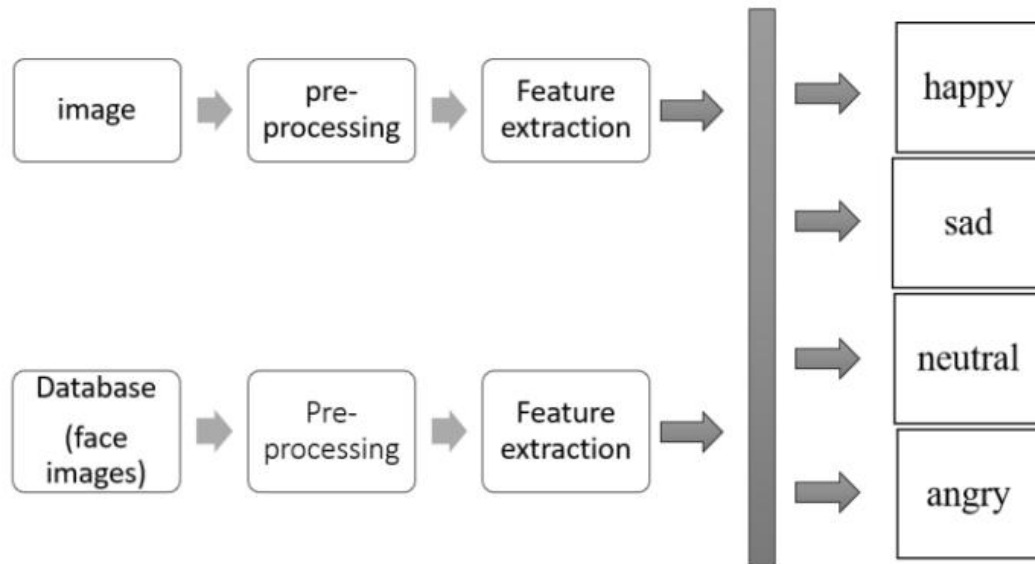 image
pre-
processing
Feature
extraction
happy
sad
Database
(face
images)
Pre-
processing
Feature
extraction
neutral
angry